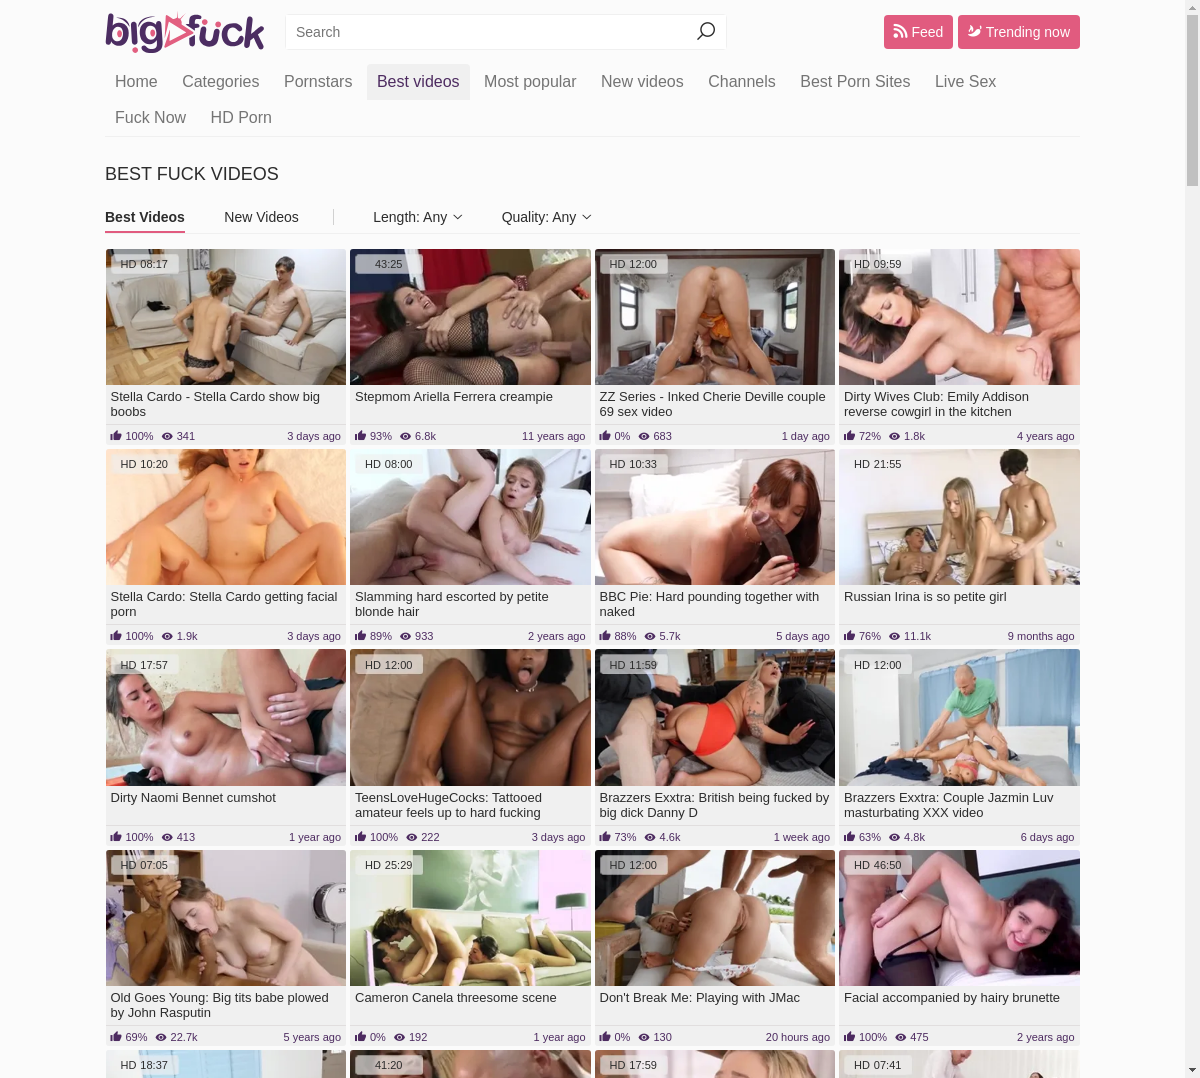 bigfuck
Search
Feed
Trending now
Home
Categories
Pornstars
Best videos
Most popular
New videos
Channels
Best Porn Sites
Live Sex
Fuck Now
HD Porn
BEST FUCK VIDEOS
Best Videos
New Videos
Length: Any
Quality: Any
HD 08:17
43:25
HD 12:00
HD 09:59
Stella Cardo - Stella Cardo show big
boobs
100% 341 3 days ago
Stepmom Ariella Ferrera creampie
93% 6.8k 11 years ago
ZZ Series - Inked Cherie Deville couple
69 sex video
0% 683 1 day ago
Dirty Wives Club: Emily Addison
reverse cowgirl in the kitchen
72% 1.8k 4 years ago
HD 10:20
HD 08:00
HD 10:33
HD 21:55
Stella Cardo: Stella Cardo getting facial
porn
100% 1.9k 3 days ago
Slamming hard escorted by petite
blonde hair
89% 933 2 years ago
BBC Pie: Hard pounding together with
naked
88% 5.7k 5 days ago
Russian Irina is so petite girl
76% 11.1k 9 months ago
HD 17:57
HD 12:00
HD 11:59
HD 12:00
Dirty Naomi Bennet cumshot
100% 413 1 year ago
TeensLoveHugeCocks: Tattooed
amateur feels up to hard fucking
100% 222 3 days ago
Brazzers Exxtra: British being fucked by
big dick Danny D
73% 4.6k 1 week ago
Brazzers Exxtra: Couple Jazmin Luv
masturbating XXX video
63% 4.8k 6 days ago
HD 07:05
HD 25:29
HD 12:00
HD 46:50
Old Goes Young: Big tits babe plowed
by John Rasputin
69% 22.7k 5 years ago
Cameron Canela threesome scene
0% 192 1 year ago
Don't Break Me: Playing with JMac
0% 130 20 hours ago
Facial accompanied by hairy brunette
100% 475 2 years ago
HD 18:37
41:20
HD 17:59
HD 07:41